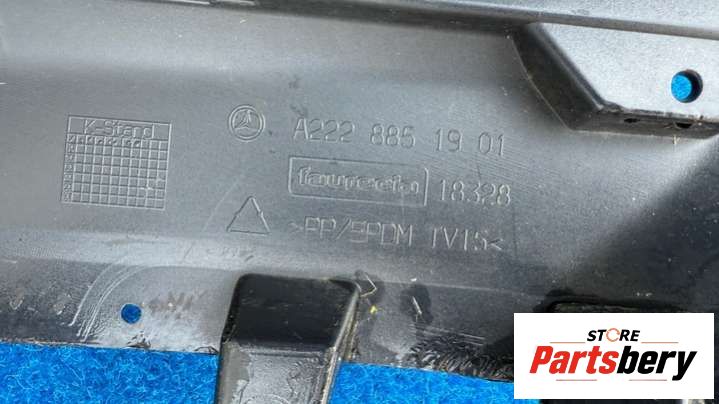 K-Stand
A222 885 19 01
faurecia 18328
>PP/EPDM TV15<
STORE
Partsbery